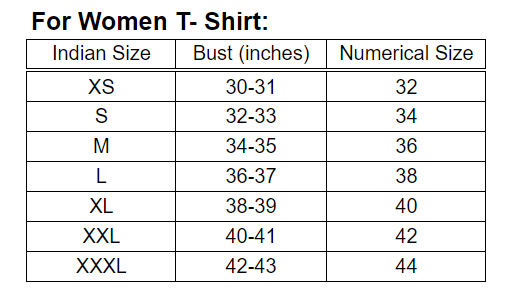 For Women T- Shirt:
Indian Size Bust (inches) Numerical Size
XS 30-31 32
S 32-33 34
M 34-35 36
L 36-37 38
XL 38-39 40
XXL 40-41 42
XXXL 42-43 44